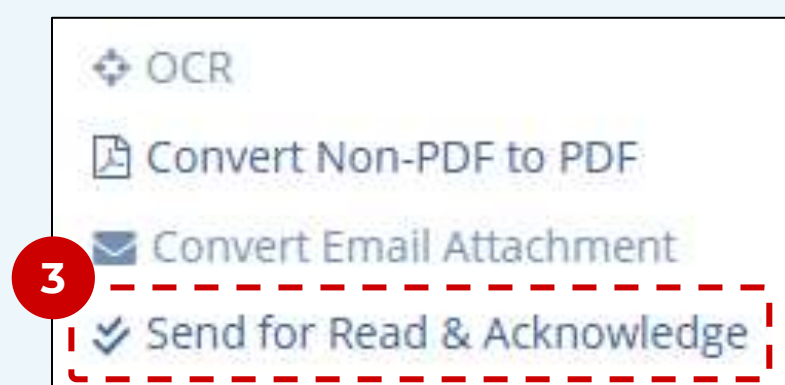 OCR
Convert Non-PDF to PDF
Convert Email Attachment
3
Send for Read & Acknowledge